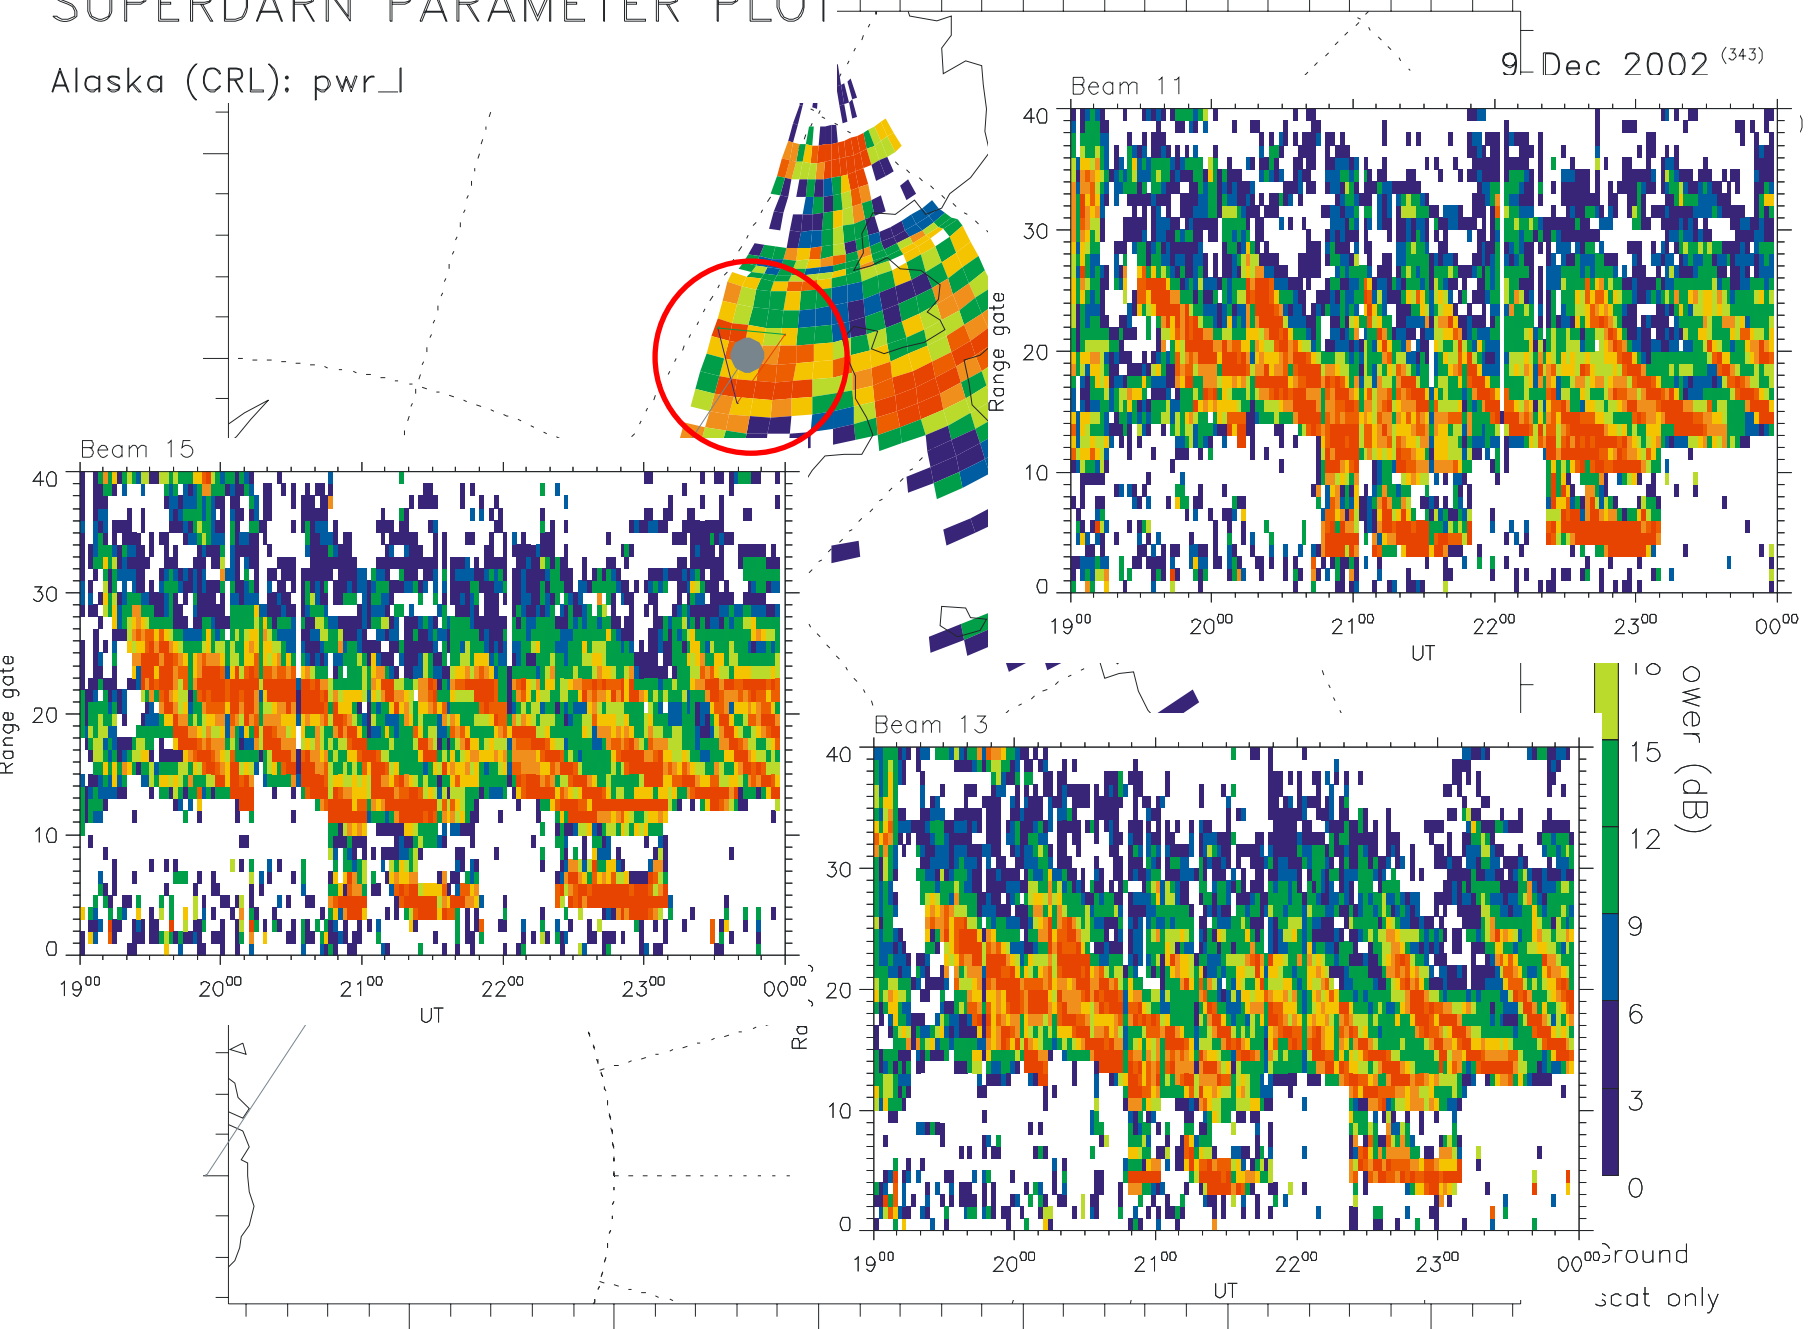 SUPERDARN PARAMETER PLOT
Alaska (CRL): pwr_l
9 Dec 2002 (343)
Beam 11
40
30
20
10
0
Range gate
19⁰⁰ 20⁰⁰ 21⁰⁰ 22⁰⁰ 23⁰⁰ 00⁰⁰
UT
Beam 15
40
30
20
10
0
Range gate
19⁰⁰ 20⁰⁰ 21⁰⁰ 22⁰⁰ 23⁰⁰ 00⁰⁰
UT
Beam 13
40
30
20
10
0
Ra
19⁰⁰ 20⁰⁰ 21⁰⁰ 22⁰⁰ 23⁰⁰ 00⁰⁰
UT
18
15
12
9
6
3
0
ower (dB)
Ground
scat only